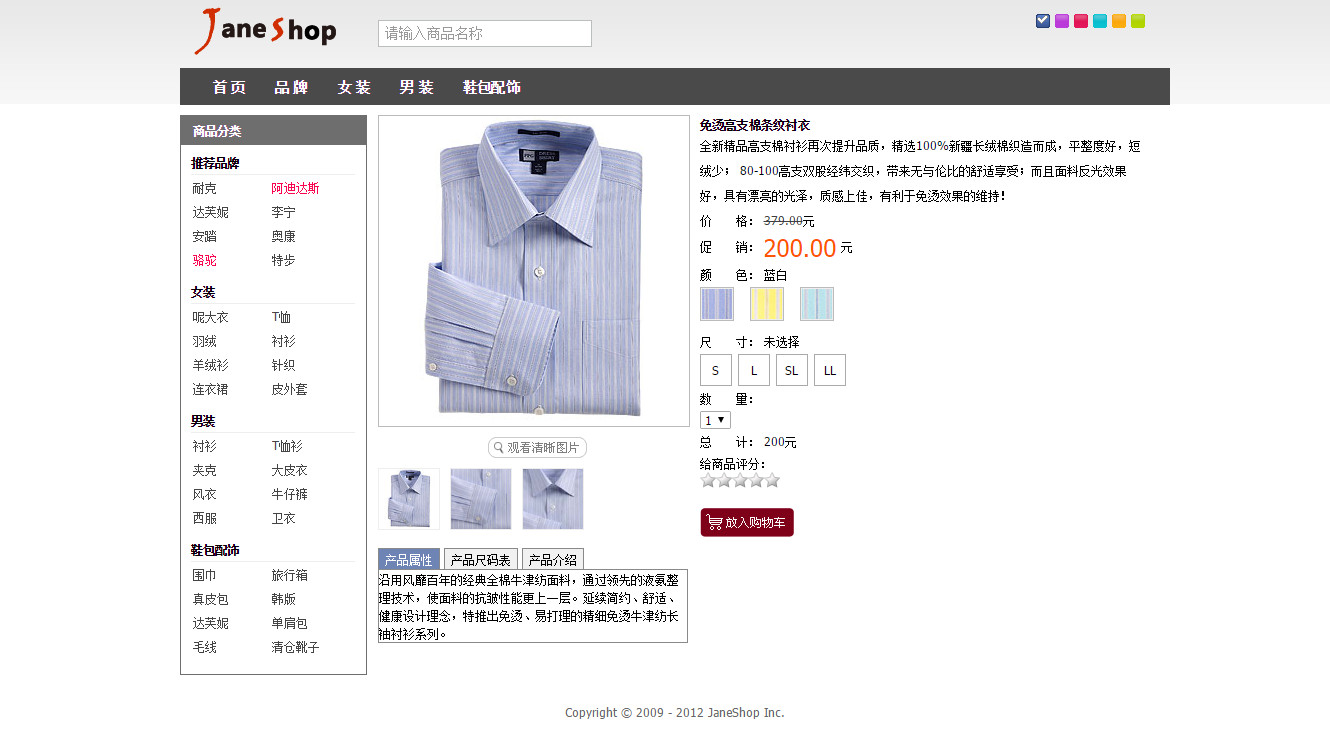 Jane Shop
请输入商品名称
首页 品牌 女装 男装 鞋包配饰
商品分类
推荐品牌
耐克 阿迪达斯
达芙妮 李宁
安踏 奥康
骆驼 特步
女装
呢大衣 T恤
羽绒 衬衫
羊绒衫 针织
连衣裙 皮外套
男装
衬衫 T恤衫
夹克 大皮衣
风衣 牛仔裤
西服 卫衣
鞋包配饰
围巾 旅行箱
真皮包 韩版
达芙妮 单肩包
毛线 清仓靴子
观看清晰图片
产品属性 产品尺码表 产品介绍
沿用风靡百年的经典全棉牛津纺面料，通过领先的液氨整
理技术，使面料的抗皱性能更上一层。延续简约、舒适、
健康设计理念，特推出免烫、易打理的精细免烫牛津纺长
袖衬衫系列。
免烫高支棉条纹衬衣
全新精品高支棉衬衫再次提升品质，精选100%新疆长绒棉织造而成，平整度好，短
绒少； 80-100高支双股经纬交织，带来无与伦比的舒适享受；而且面料反光效果
好，具有漂亮的光泽，质感上佳，有利于免烫效果的维持！
价 格： 379.00元
促 销： 200.00 元
颜 色： 蓝白
尺 寸： 未选择
S L SL LL
数 量：
1
总 计： 200元
给商品评分：
放入购物车
Copyright © 2009 - 2012 JaneShop Inc.